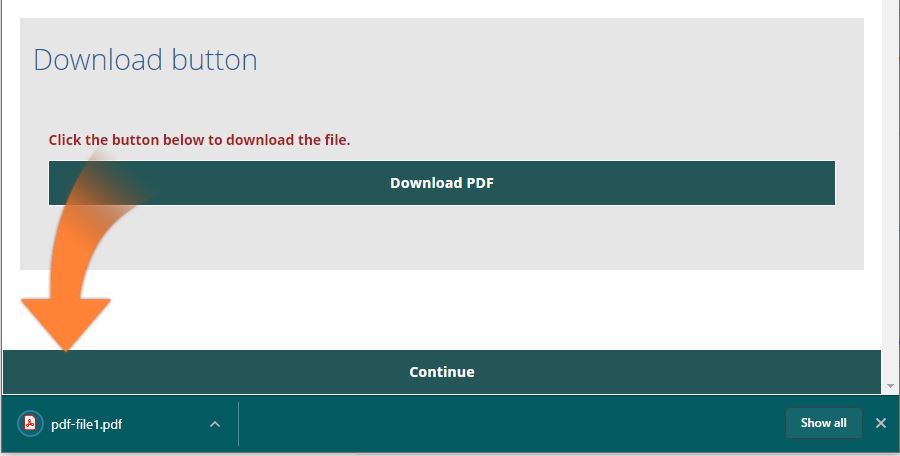 Download button
Click the button below to download the file.
Download PDF
Continue
pdf-file1.pdf
Show all